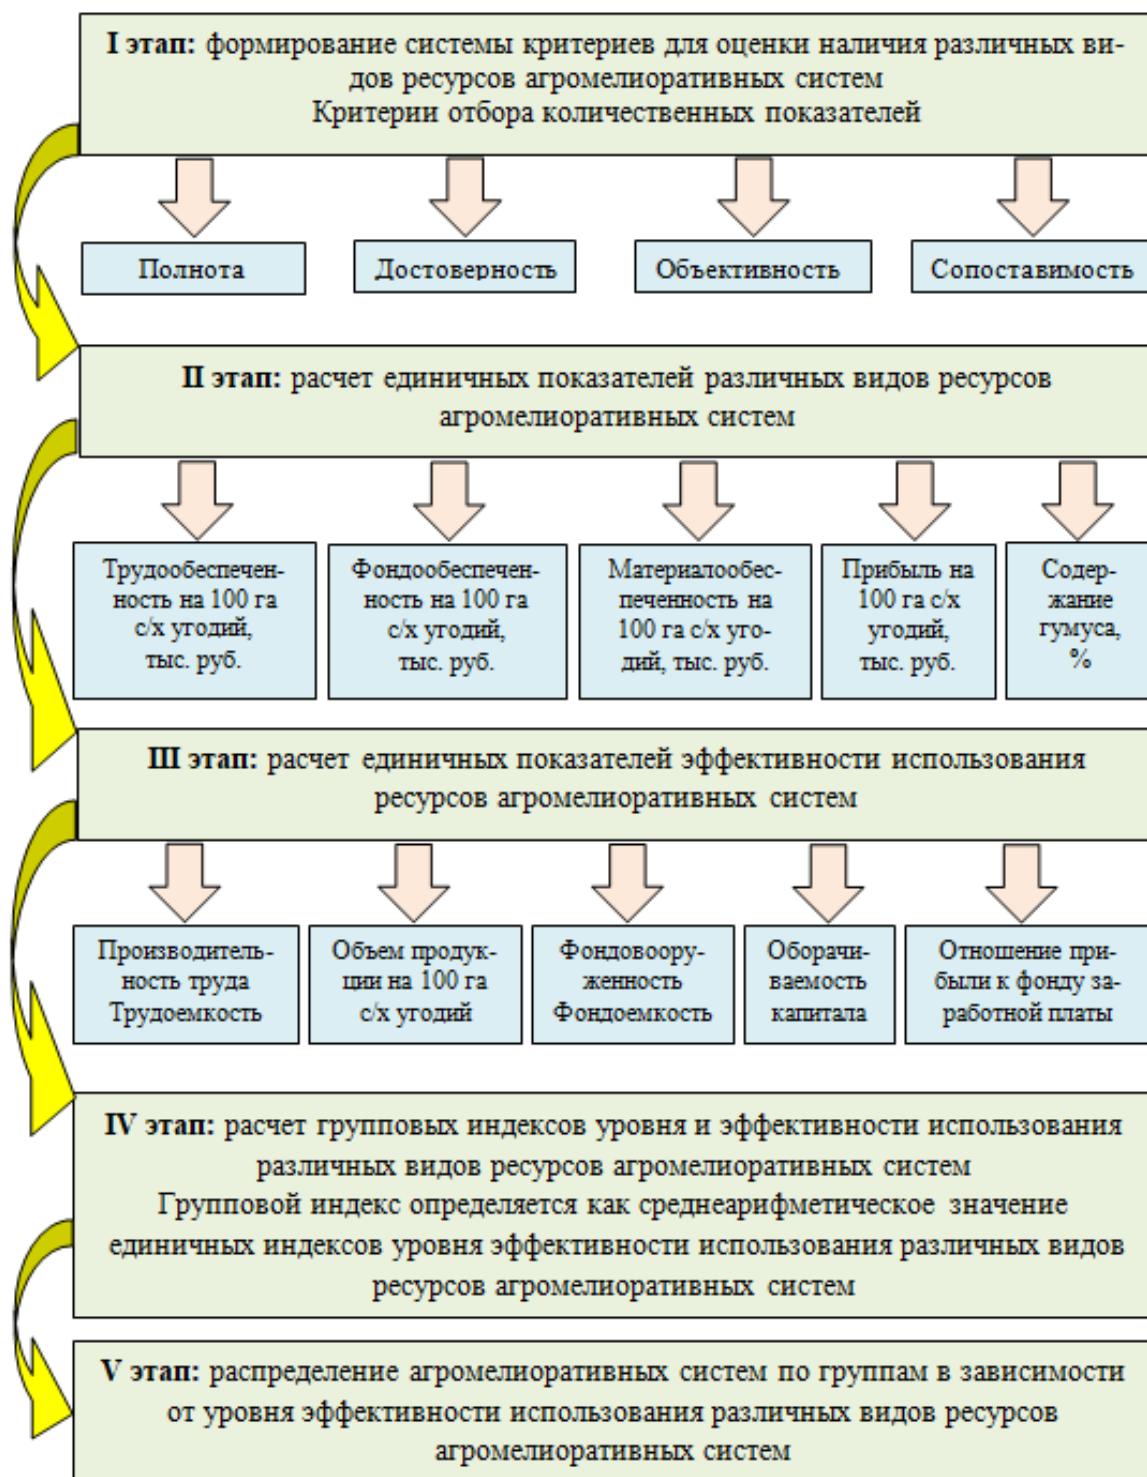 I этап: формирование системы критериев для оценки наличия различных ви-
дов ресурсов агромелиоративных систем
Критерии отбора количественных показателей
Полнота
Достоверность
Объективность
Сопоставимость
II этап: расчет единичных показателей различных видов ресурсов
агромелиоративных систем
Трудообеспечен-
ность на 100 га
с/х угодий,
тыс. руб.
Фондообеспечен-
ность на 100 га
с/х угодий,
тыс. руб.
Материалообес-
печенность на
100 га с/х уго-
дий, тыс. руб.
Прибыль на
100 га с/х
угодий,
тыс. руб.
Содер-
жание
гумуса,
%
III этап: расчет единичных показателей эффективности использования
ресурсов агромелиоративных систем
Производитель-
ность труда
Трудоемкость
Объем продук-
ции на 100 га
с/х угодий
Фондовоору-
женность
Фондоемкость
Оборачи-
ваемость
капитала
Отношение при-
были к фонду за-
работной платы
IV этап: расчет групповых индексов уровня и эффективности использования
различных видов ресурсов агромелиоративных систем
Групповой индекс определяется как среднеарифметическое значение
единичных индексов уровня эффективности использования различных видов
ресурсов агромелиоративных систем
V этап: распределение агромелиоративных систем по группам в зависимости
от уровня эффективности использования различных видов ресурсов
агромелиоративных систем